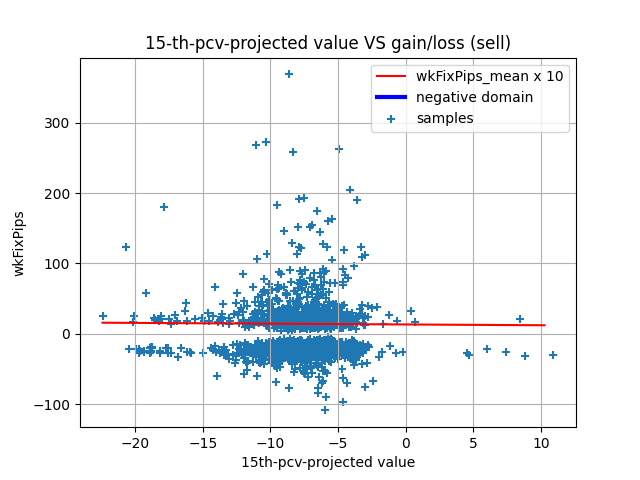 15-th-pcv-projected value VS gain/loss (sell)
wkFixPips_mean x 10
negative domain
samples
wkFixPips
300
200
100
0
−100
−20
−15
−10
−5
0
5
10
15th-pcv-projected value